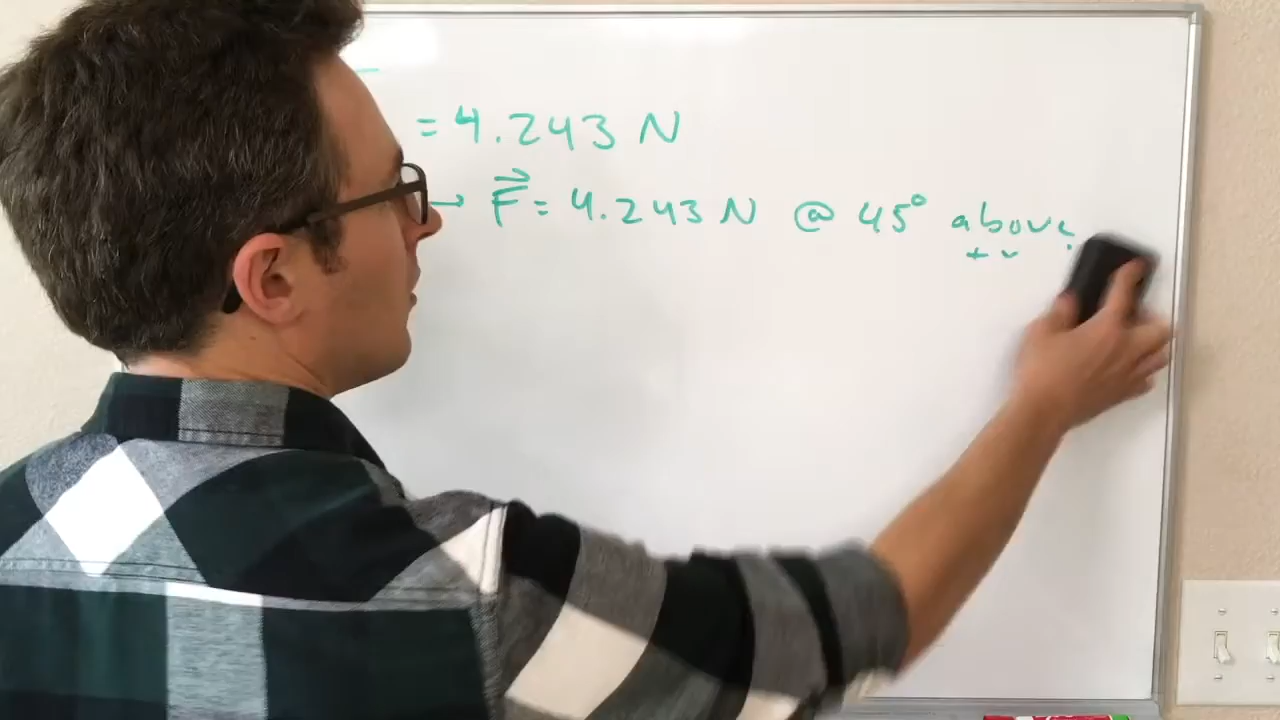 = 4.243 N
→ F⃗ = 4.243 N @ 45° above